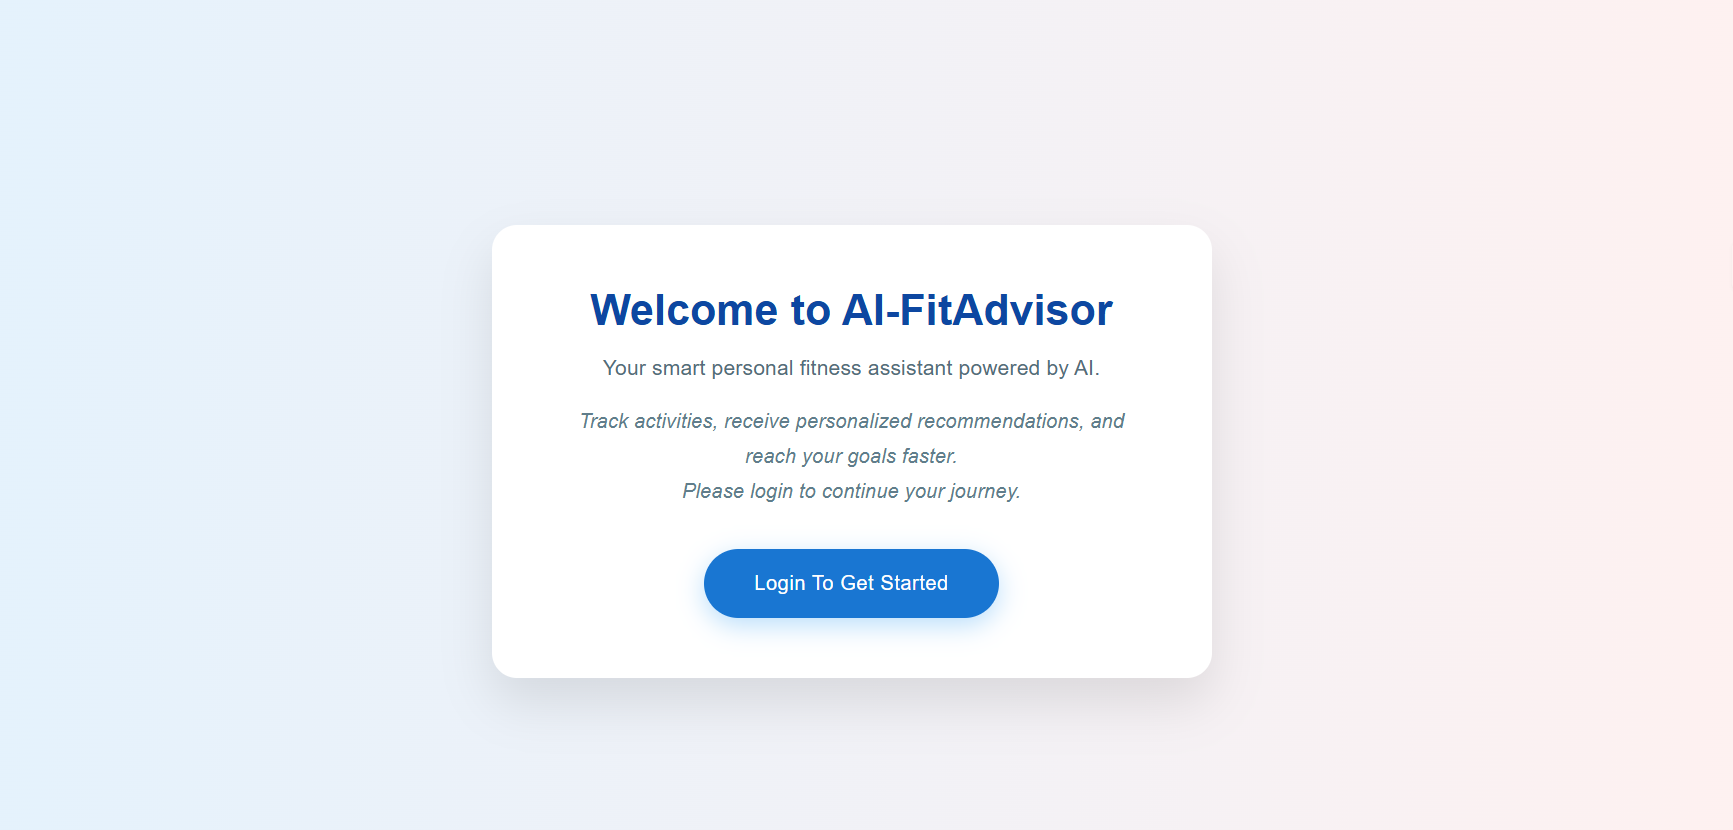 Welcome to AI-FitAdvisor
Your smart personal fitness assistant powered by AI.
Track activities, receive personalized recommendations, and
reach your goals faster.
Please login to continue your journey.
Login To Get Started